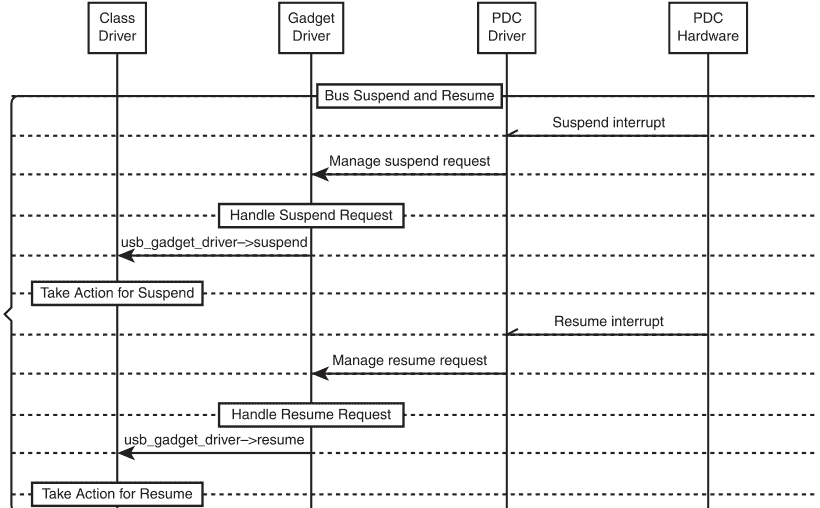 Class
Driver
Gadget
Driver
PDC
Driver
PDC
Hardware
Bus Suspend and Resume
Suspend interrupt
Manage suspend request
Handle Suspend Request
usb_gadget_driver–>suspend
Take Action for Suspend
Resume interrupt
Manage resume request
Handle Resume Request
usb_gadget_driver–>resume
Take Action for Resume